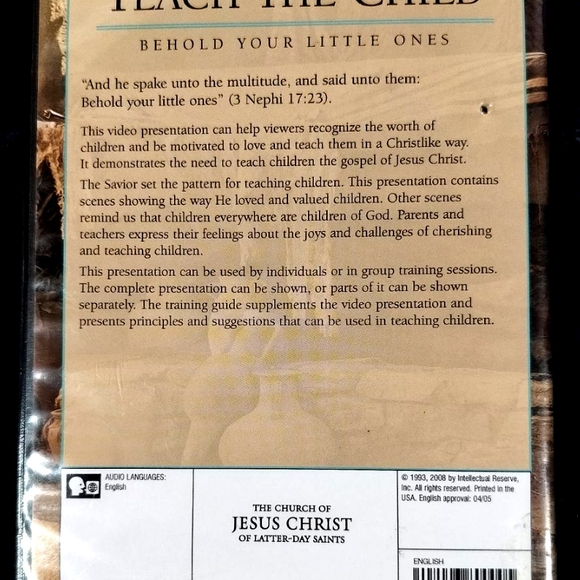 TEACH THE CHILD
BEHOLD YOUR LITTLE ONES
“And he spake unto the multitude, and said unto them:
Behold your little ones” (3 Nephi 17:23).
This video presentation can help viewers recognize the worth of
children and be motivated to love and teach them in a Christlike way.
It demonstrates the need to teach children the gospel of Jesus Christ.
The Savior set the pattern for teaching children. This presentation contains
scenes showing the way He loved and valued children. Other scenes
remind us that children everywhere are children of God. Parents and
teachers express their feelings about the joys and challenges of cherishing
and teaching children.
This presentation can be used by individuals or in group training sessions.
The complete presentation can be shown, or parts of it can be shown
separately. The training guide supplements the video presentation and
presents principles and suggestions that can be used in teaching children.
AUDIO LANGUAGES:
English
THE CHURCH OF
JESUS CHRIST
OF LATTER-DAY SAINTS
© 1993, 2008 by Intellectual Reserve,
Inc. All rights reserved. Printed in the
USA. English approval: 04/05
ENGLISH